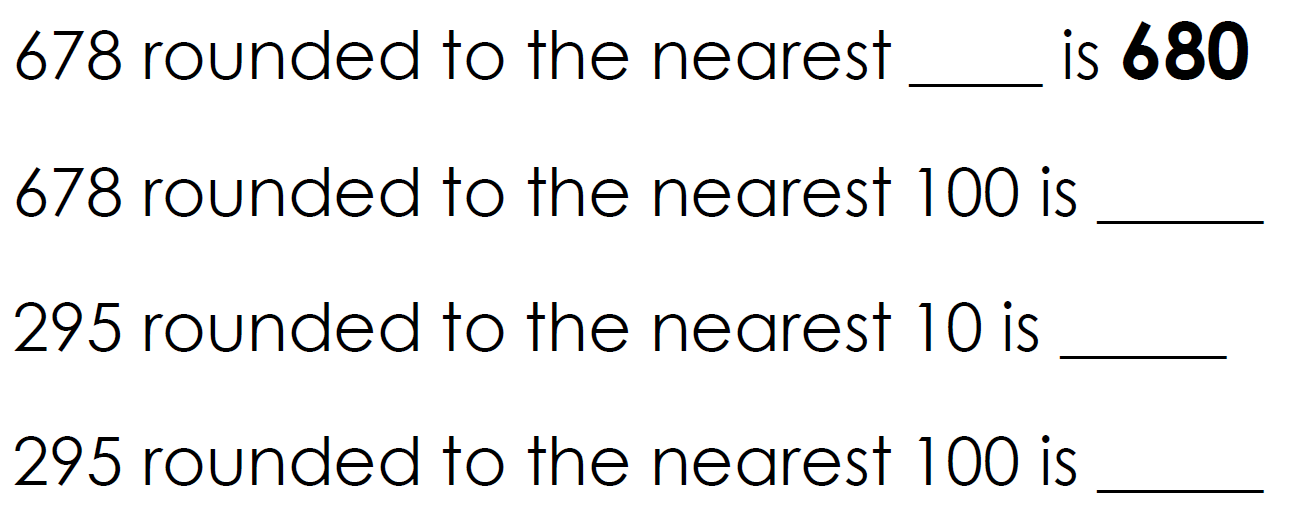 678 rounded to the nearest ____ is 680
678 rounded to the nearest 100 is _____
295 rounded to the nearest 10 is _____
295 rounded to the nearest 100 is _____